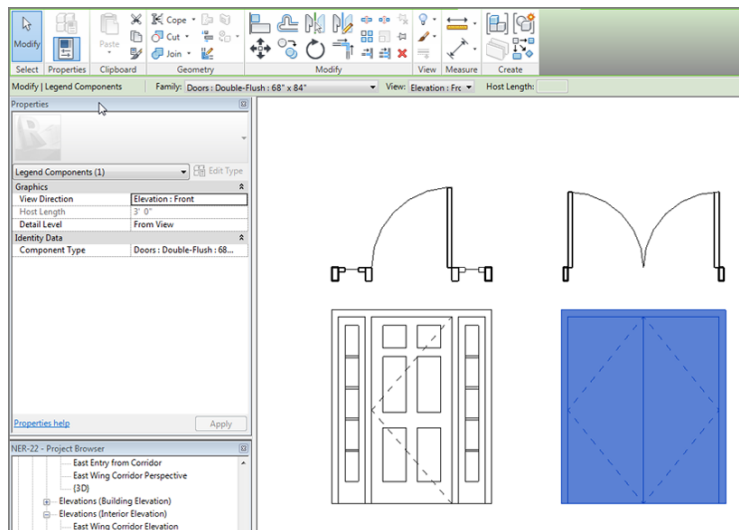 Modify
Paste
Cope
Cut
Join
Select
Properties
Clipboard
Geometry
Modify
View
Measure
Create
Modify | Legend Components
Family: Doors : Double-Flush : 68" x 84"
View: Elevation : Frc
Host Length:
Properties
Legend Components (1)
Edit Type
Graphics
View Direction Elevation : Front
Host Length 3' 0"
Detail Level From View
Identity Data
Component Type Doors : Double-Flush : 68...
Properties help
Apply
NER-22 - Project Browser
East Entry from Corridor
East Wing Corridor Perspective
{3D}
Elevations (Building Elevation)
Elevations (Interior Elevation)
East Wing Corridor Elevation